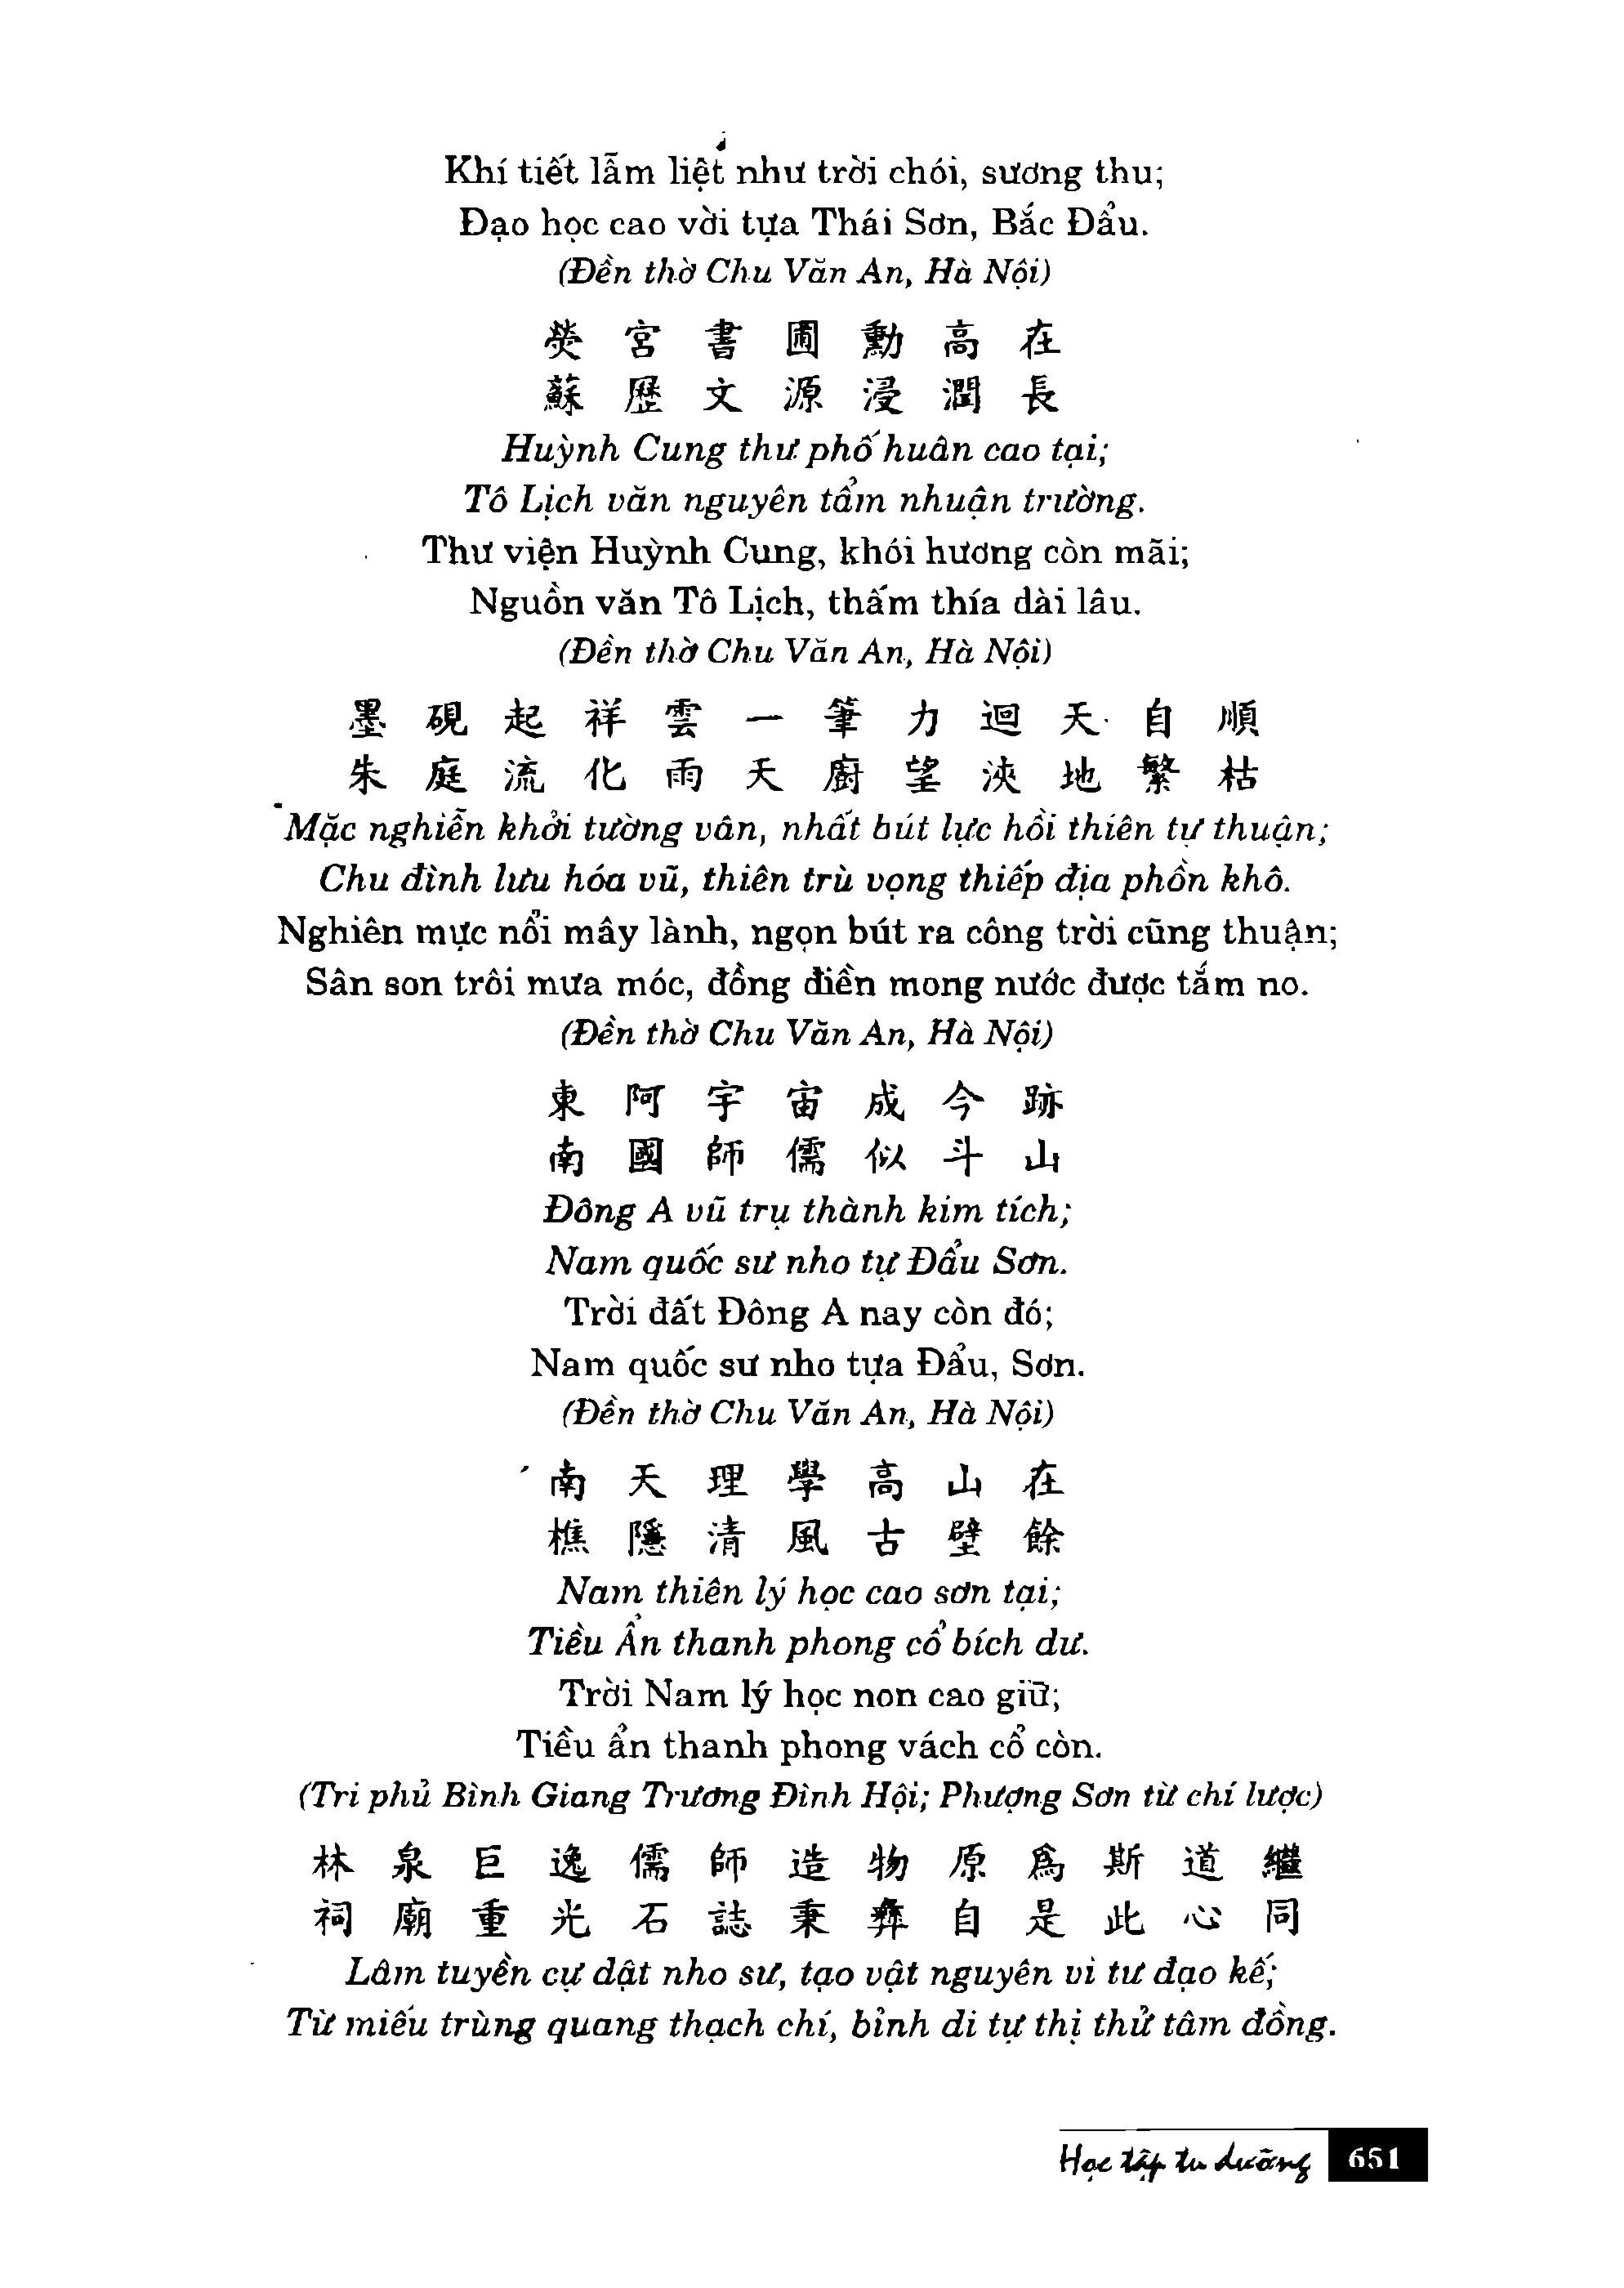 Khí tiết lẫm liệt như trời chói, sương thu;
Đạo học cao vời tựa Thái Sơn, Bắc Đẩu.
(Đền thờ Chu Văn An, Hà Nội)
熒宮書圃勳高在
蘇歷文源浸潤長
Huỳnh Cung thư phố huân cao tại;
Tô Lịch văn nguyên tẩm nhuận trường.
Thư viện Huỳnh Cung, khói hương còn mãi;
Nguồn văn Tô Lịch, thấm thía dài lâu.
(Đền thờ Chu Văn An, Hà Nội)
墨硯起祥雲一筆力迴天自順
朱庭流化雨天廚望浹地繁枯
Mặc nghiễn khởi tường vân, nhất bút lực hồi thiên tự thuận;
Chu đình lưu hóa vũ, thiên trù vọng thiếp địa phồn khô.
Nghiên mực nổi mây lành, ngọn bút ra công trời cũng thuận;
Sân son trôi mưa móc, đồng điền mong nước được tắm no.
(Đền thờ Chu Văn An, Hà Nội)
東阿宇宙成今跡
南國師儒似斗山
Đông A vũ trụ thành kim tích;
Nam quốc sư nho tự Đẩu Sơn.
Trời đất Đông A nay còn đó;
Nam quốc sư nho tựa Đẩu, Sơn.
(Đền thờ Chu Văn An, Hà Nội)
南天理學高山在
樵隱清風古壁餘
Nam thiên lý học cao sơn tại;
Tiều Ẩn thanh phong cổ bích dư.
Trời Nam lý học non cao giữ;
Tiều ẩn thanh phong vách cổ còn.
(Tri phủ Bình Giang Trương Đình Hội; Phượng Sơn từ chí lược)
林泉巨逸儒師造物原爲斯道繼
祠廟重光石誌秉彝自是此心同
Lâm tuyền cự dật nho sư, tạo vật nguyên vi tư đạo kế;
Từ miếu trùng quang thạch chí, bỉnh di tự thị thử tâm đồng.
Học tập tu dưỡng 651